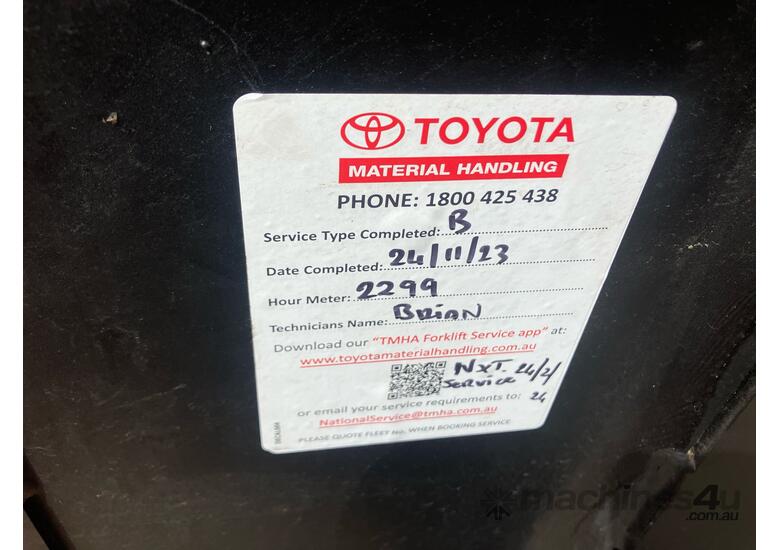 TOYOTA
MATERIAL HANDLING
PHONE: 1800 425 438
Service Type Completed: B
Date Completed: 24/11/23
Hour Meter: 2299
Technicians Name: BRIAN
Download our "TMHA Forklift Service app" at:
www.toyotamaterialhandling.com.au
NXT. 24/2/
service 24
or email your service requirements to:
NationalService@tmha.com.au
PLEASE QUOTE FLEET No. WHEN BOOKING SERVICE
machines4u
.com.au